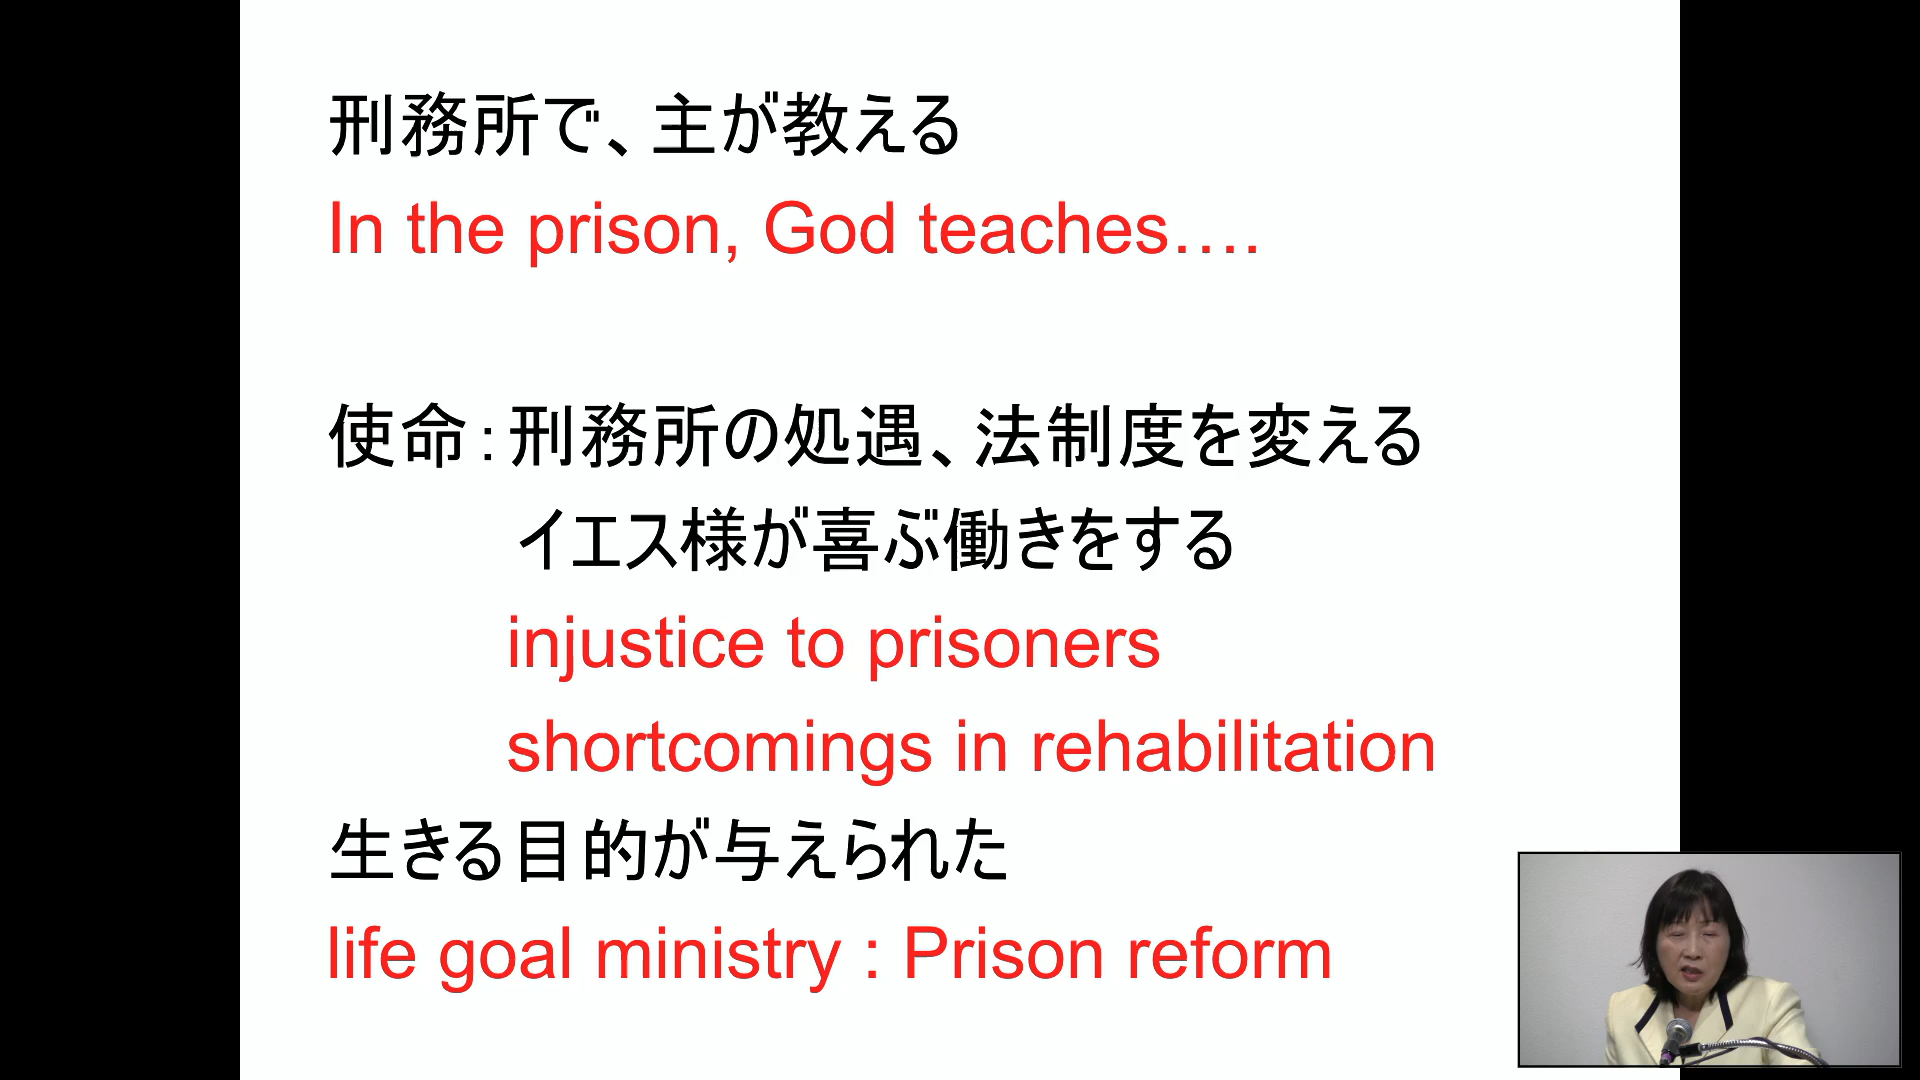 刑務所で、主が教える
In the prison, God teaches….
使命：刑務所の処遇、法制度を変える
イエス様が喜ぶ働きをする
injustice to prisoners
shortcomings in rehabilitation
生きる目的が与えられた
life goal ministry : Prison reform